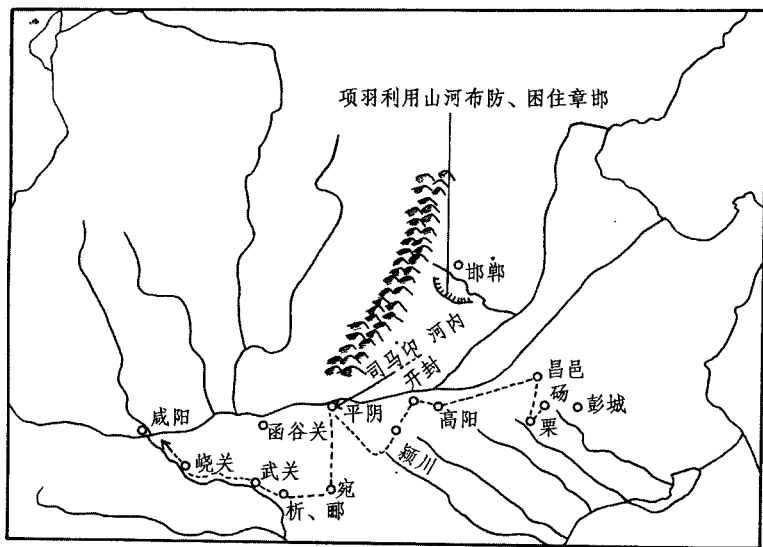 项羽利用山河布防、困住章邯
邯郸
司马卬
河内
开封
昌邑
砀
彭城
栗
咸阳
函谷关
平阴
高阳
颍川
峣关
武关
宛
析、郦